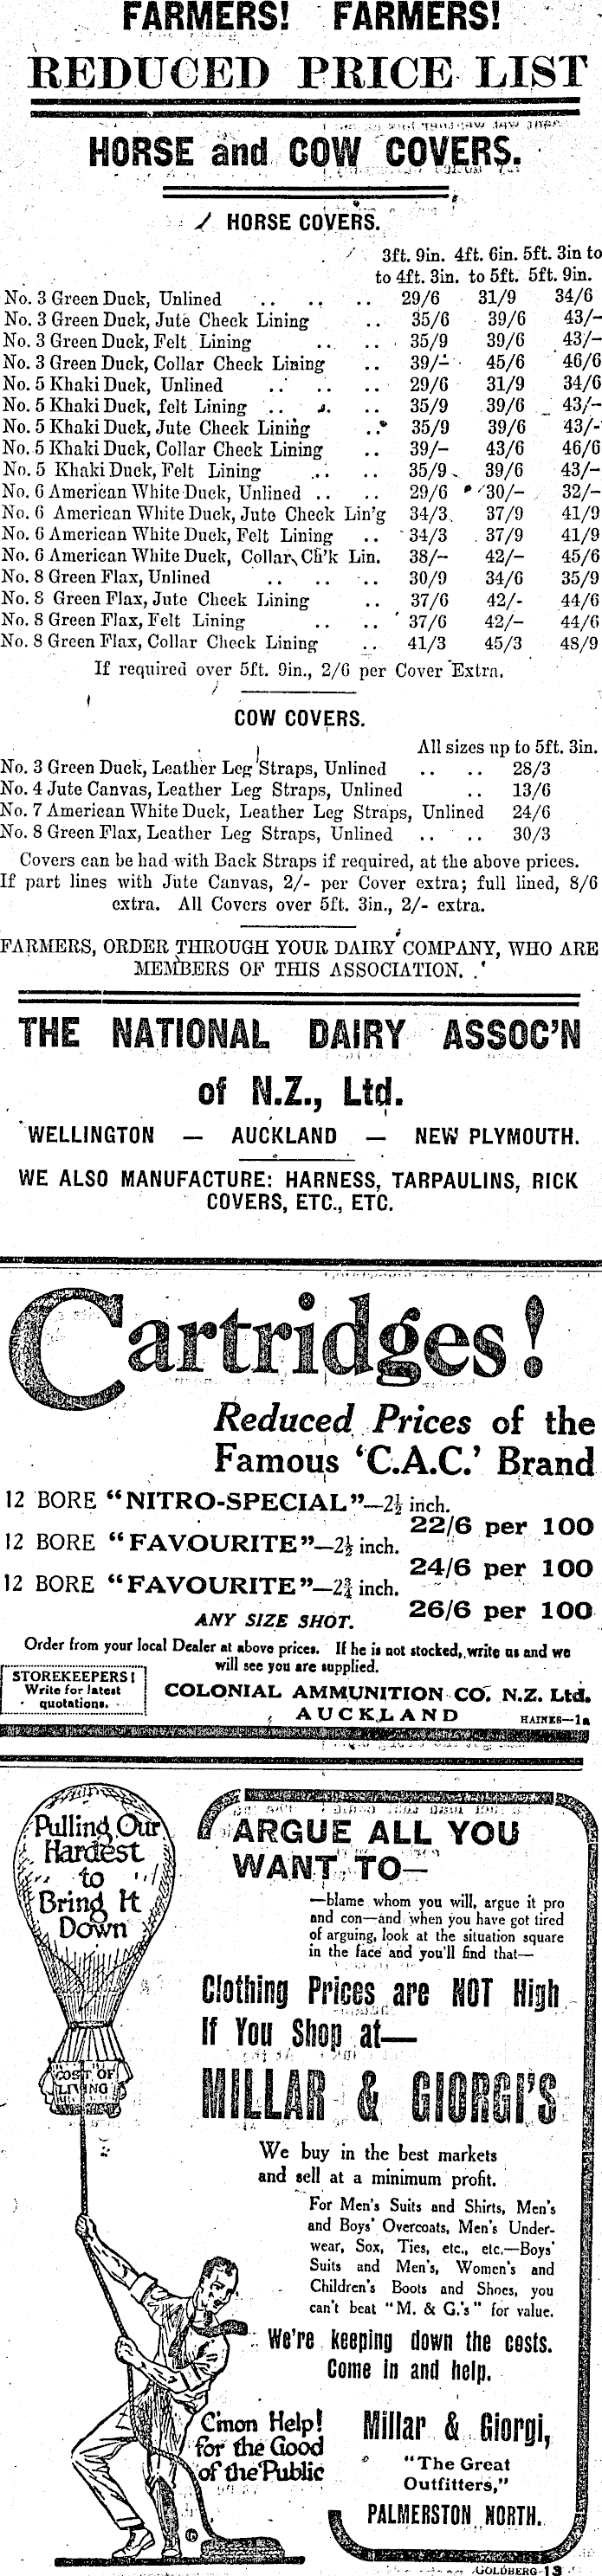 FARMERS! FARMERS!
REDUCED PRICE LIST
HORSE and COW COVERS.
HORSE COVERS.
3ft. 9in. 4ft. 6in. 5ft. 3in to
to 4ft. 3in. to 5ft. 5ft. 9in.
No. 3 Green Duck, Unlined .. .. .. 29/6 31/9 34/6
No. 3 Green Duck, Jute Check Lining .. 35/6 39/6 43/-
No. 3 Green Duck, Felt Lining .. .. 35/9 39/6 43/-
No. 3 Green Duck, Collar Check Lining .. 39/- 45/6 46/6
No. 5 Khaki Duck, Unlined .. .. .. 29/6 31/9 34/6
No. 5 Khaki Duck, felt Lining .. .. .. 35/9 39/6 43/-
No. 5 Khaki Duck, Jute Check Lining .. 35/9 39/6 43/-
No. 5 Khaki Duck, Collar Check Lining .. 39/- 43/6 46/6
No. 5 Khaki Duck, Felt Lining .. .. 35/9 39/6 43/-
No. 6 American White Duck, Unlined .. .. 29/6 30/- 32/-
No. 6 American White Duck, Jute Check Lin'g 34/3 37/9 41/9
No. 6 American White Duck, Felt Lining .. 34/3 37/9 41/9
No. 6 American White Duck, Collar Ch'k Lin. 38/- 42/- 45/6
No. 8 Green Flax, Unlined .. .. .. 30/9 34/6 35/9
No. 8 Green Flax, Jute Check Lining .. 37/6 42/- 44/6
No. 8 Green Flax, Felt Lining .. .. 37/6 42/- 44/6
No. 8 Green Flax, Collar Check Lining .. 41/3 45/3 48/9
If required over 5ft. 9in., 2/6 per Cover Extra.
COW COVERS.
All sizes up to 5ft. 3in.
No. 3 Green Duck, Leather Leg Straps, Unlined .. .. 28/3
No. 4 Jute Canvas, Leather Leg Straps, Unlined .. 13/6
No. 7 American White Duck, Leather Leg Straps, Unlined 24/6
No. 8 Green Flax, Leather Leg Straps, Unlined .. .. 30/3
Covers can be had with Back Straps if required, at the above prices.
If part lines with Jute Canvas, 2/- per Cover extra; full lined, 8/6
extra. All Covers over 5ft. 3in., 2/- extra.
FARMERS, ORDER THROUGH YOUR DAIRY COMPANY, WHO ARE
MEMBERS OF THIS ASSOCIATION.
THE NATIONAL DAIRY ASSOC'N
of N.Z., Ltd.
WELLINGTON — AUCKLAND — NEW PLYMOUTH.
WE ALSO MANUFACTURE: HARNESS, TARPAULINS, RICK
COVERS, ETC., ETC.
Cartridges!
Reduced Prices of the
Famous 'C.A.C.' Brand
12 BORE "NITRO-SPECIAL"—2½ inch.
22/6 per 100
12 BORE "FAVOURITE"—2½ inch.
24/6 per 100
12 BORE "FAVOURITE"—2¾ inch.
26/6 per 100
ANY SIZE SHOT.
Order from your local Dealer at above prices. If he is not stocked, write us and we
will see you are supplied.
STOREKEEPERS!
Write for latest
quotations.
COLONIAL AMMUNITION CO. N.Z. Ltd.
AUCKLAND
HAINES—1a
Pulling Our
Hardest
to
Bring It
Down
COST OF
LIVING
ARGUE ALL YOU
WANT TO—
—blame whom you will, argue it pro
and con—and when you have got tired
of arguing, look at the situation square
in the face and you'll find that—
Clothing Prices are NOT High
If You Shop at—
MILLAR & GIORGI'S
We buy in the best markets
and sell at a minimum profit.
For Men's Suits and Shirts, Men's
and Boys' Overcoats, Men's Under-
wear, Sox, Ties, etc., etc.—Boys'
Suits and Men's, Women's and
Children's Boots and Shoes, you
can't beat "M. & G.'s" for value.
We're keeping down the costs.
Come in and help.
C'mon Help!
for the Good
of the Public
Millar & Giorgi,
"The Great
Outfitters,"
PALMERSTON NORTH.
GOLDBERG-13